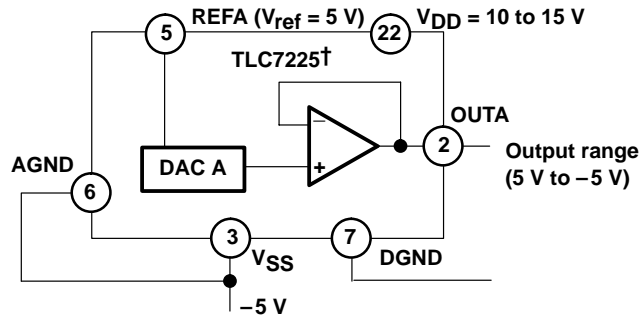 REFA (Vref = 5 V)
VDD = 10 to 15 V
5
22
TLC7225†
−
+
DAC A
OUTA
2
Output range
(5 V to −5 V)
AGND
6
3
VSS
7
DGND
−5 V